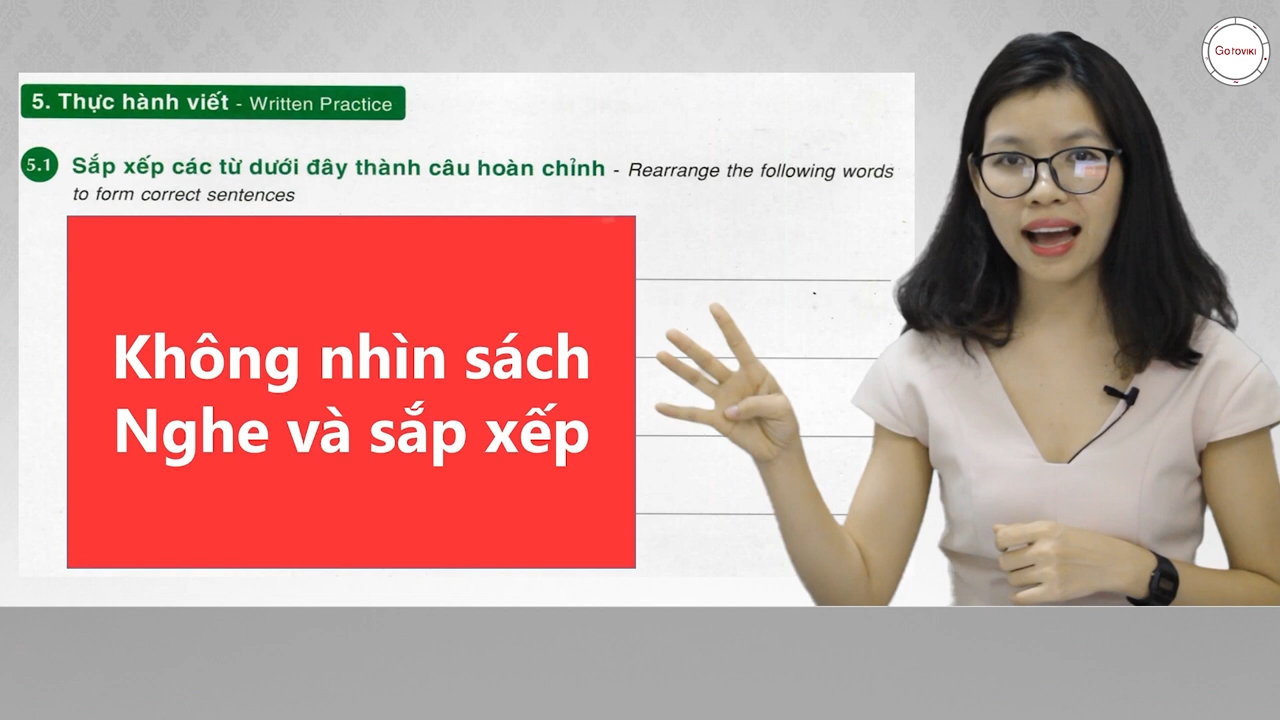 GOTOVIKI
5. Thực hành viết - Written Practice
5.1 Sắp xếp các từ dưới đây thành câu hoàn chỉnh - Rearrange the following words
to form correct sentences
Không nhìn sách
Nghe và sắp xếp